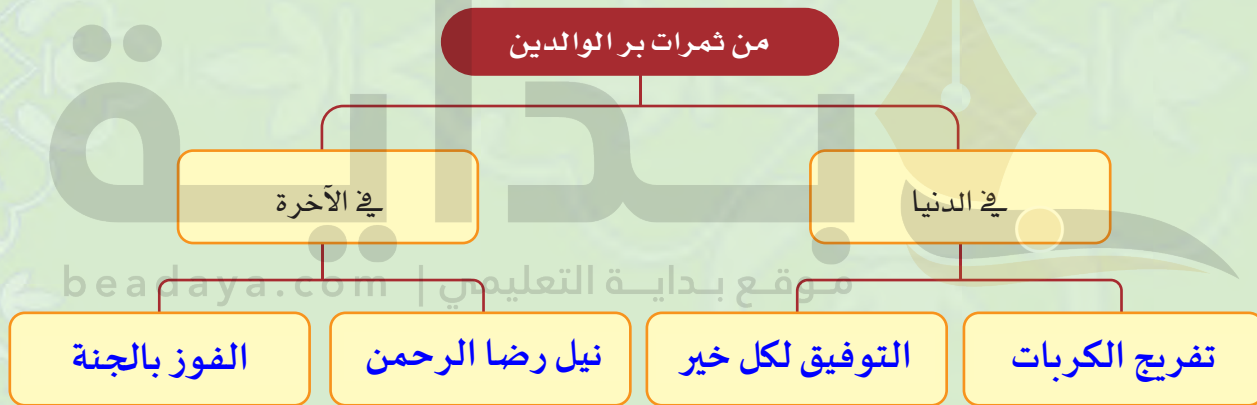 من ثمرات بر الوالدين
في الدنيا
في الآخرة
تفريج الكربات
التوفيق لكل خير
نيل رضا الرحمن
الفوز بالجنة
بداية
موقع بداية التعليمي | beadaya.com